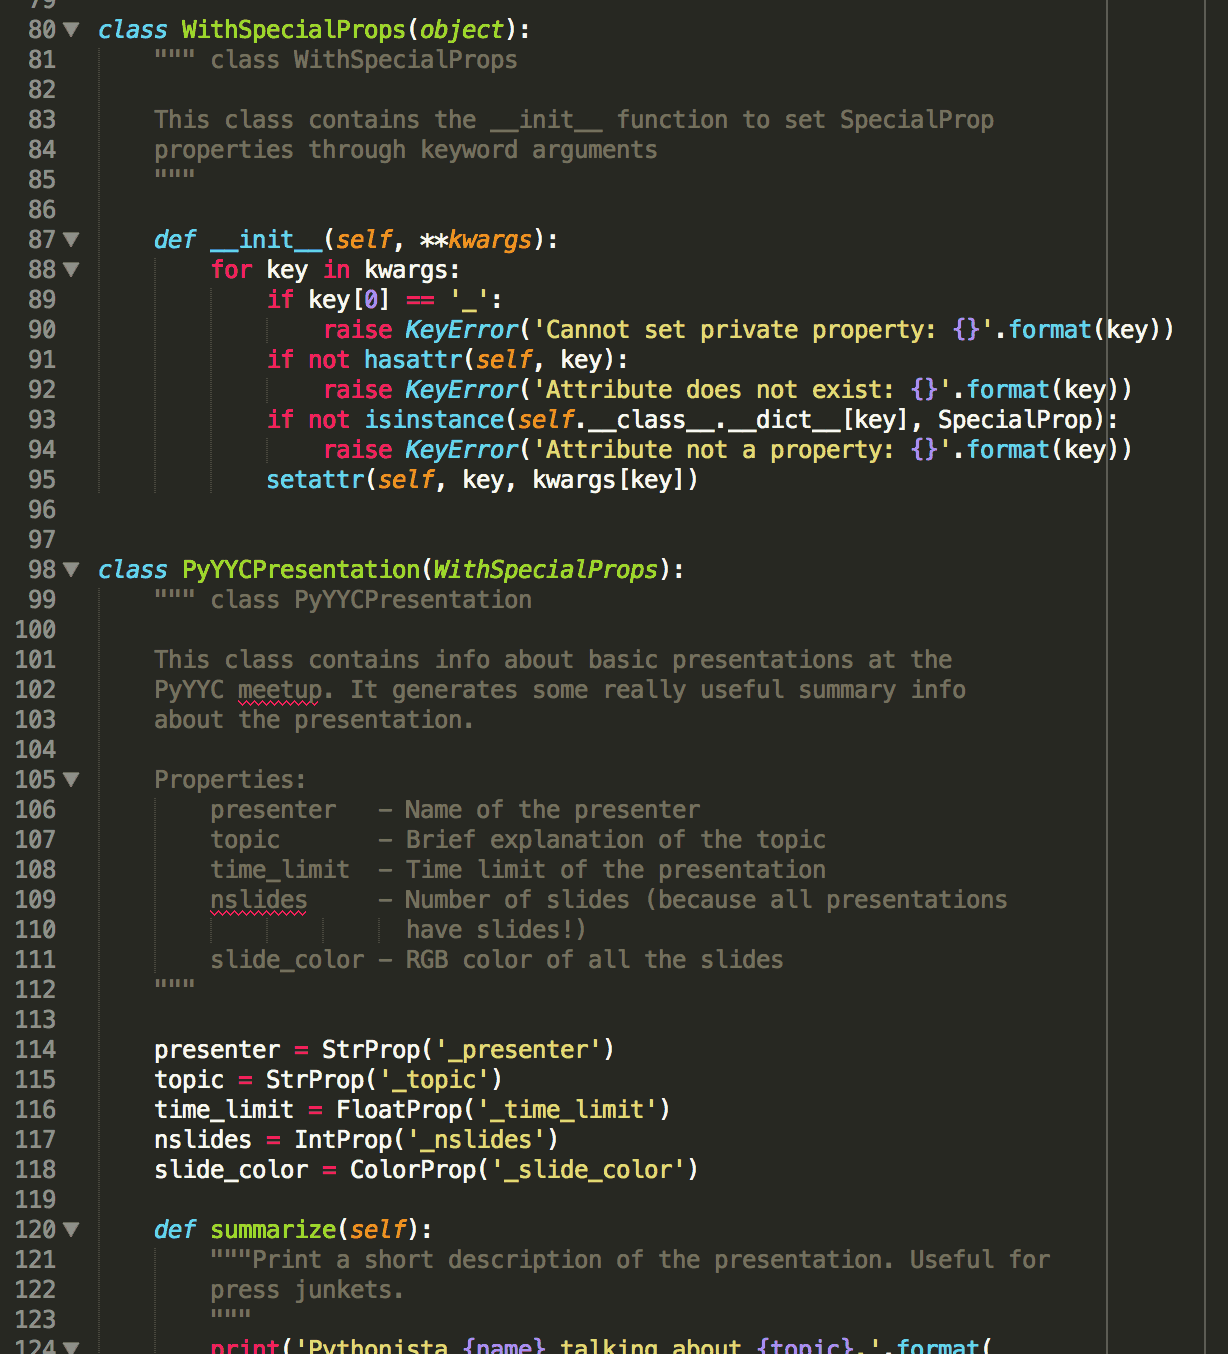 79
80 class WithSpecialProps(object):
81     """ class WithSpecialProps
82
83     This class contains the __init__ function to set SpecialProp
84     properties through keyword arguments
85     """
86
87     def __init__(self, **kwargs):
88         for key in kwargs:
89             if key[0] == '_':
90                 raise KeyError('Cannot set private property: {}'.format(key))
91             if not hasattr(self, key):
92                 raise KeyError('Attribute does not exist: {}'.format(key))
93             if not isinstance(self.__class__.__dict__[key], SpecialProp):
94                 raise KeyError('Attribute not a property: {}'.format(key))
95             setattr(self, key, kwargs[key])
96
97
98 class PyYYCPresentation(WithSpecialProps):
99     """ class PyYYCPresentation
100
101     This class contains info about basic presentations at the
102     PyYYC meetup. It generates some really useful summary info
103     about the presentation.
104
105     Properties:
106         presenter   - Name of the presenter
107         topic       - Brief explanation of the topic
108         time_limit  - Time limit of the presentation
109         nslides     - Number of slides (because all presentations
110                       have slides!)
111         slide_color - RGB color of all the slides
112     """
113
114     presenter = StrProp('_presenter')
115     topic = StrProp('_topic')
116     time_limit = FloatProp('_time_limit')
117     nslides = IntProp('_nslides')
118     slide_color = ColorProp('_slide_color')
119
120     def summarize(self):
121         """Print a short description of the presentation. Useful for
122         press junkets.
123         """
124         print('Pythonista {name} talking about {topic}.'.format(